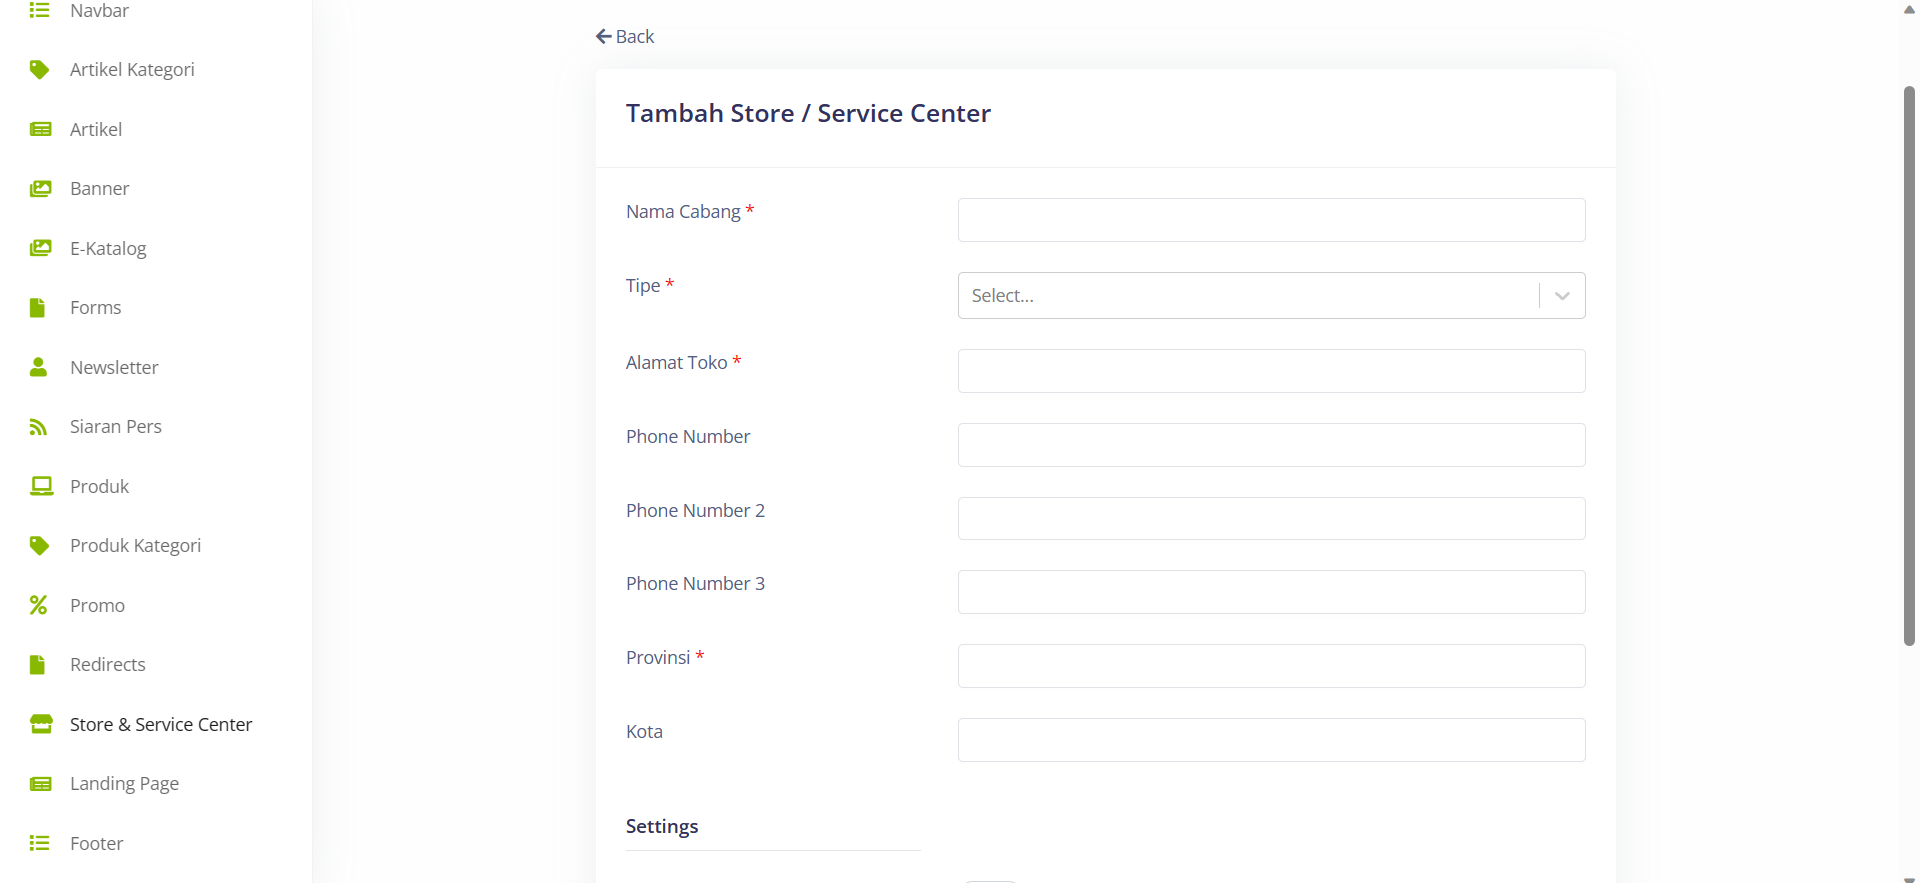 Navbar
Artikel Kategori
Artikel
Banner
E-Katalog
Forms
Newsletter
Siaran Pers
Produk
Produk Kategori
Promo
Redirects
Store & Service Center
Landing Page
Footer
Back
Tambah Store / Service Center
Nama Cabang *
Tipe *
Select...
Alamat Toko *
Phone Number
Phone Number 2
Phone Number 3
Provinsi *
Kota
Settings